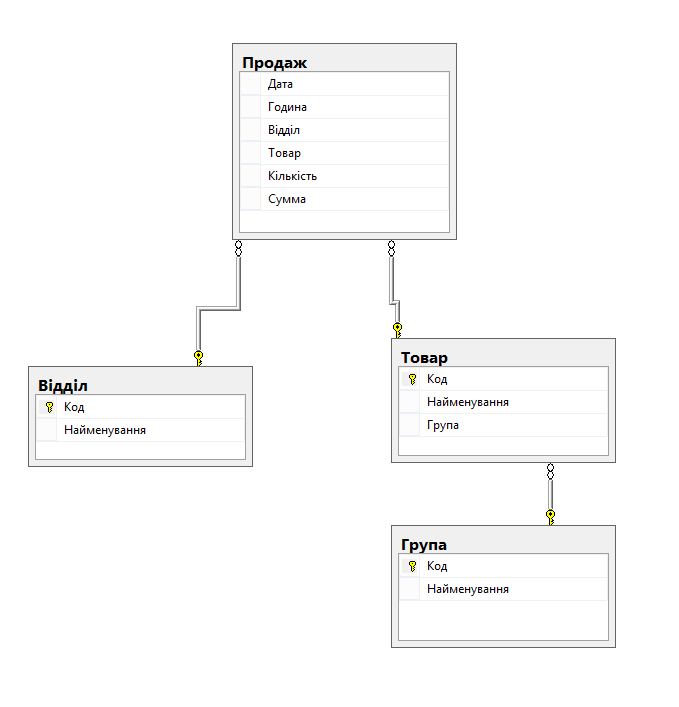 Продаж
Дата
Година
Відділ
Товар
Кількість
Сумма
Відділ
Код
Найменування
Товар
Код
Найменування
Група
Група
Код
Найменування